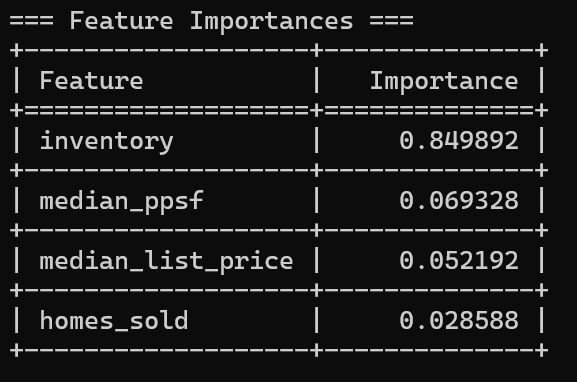 === Feature Importances ===
+-------------------+--------------+
| Feature           |   Importance |
+===================+==============+
| inventory         |     0.849892 |
+-------------------+--------------+
| median_ppsf       |     0.069328 |
+-------------------+--------------+
| median_list_price |     0.052192 |
+-------------------+--------------+
| homes_sold        |     0.028588 |
+-------------------+--------------+